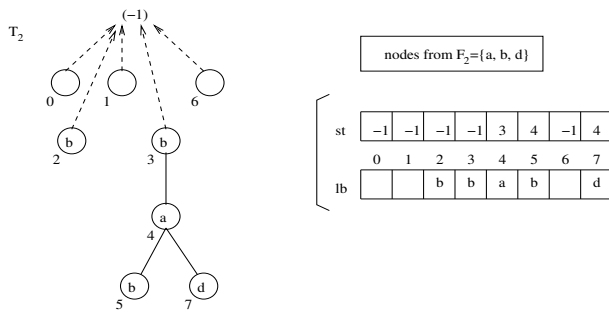 (−1)
T2
nodes from F2={a, b, d}
0
1
6
b
b
2
3
st −1 −1 −1 −1 3 4 −1 4
0 1 2 3 4 5 6 7
lb b b a b d
a
4
b
d
5
7